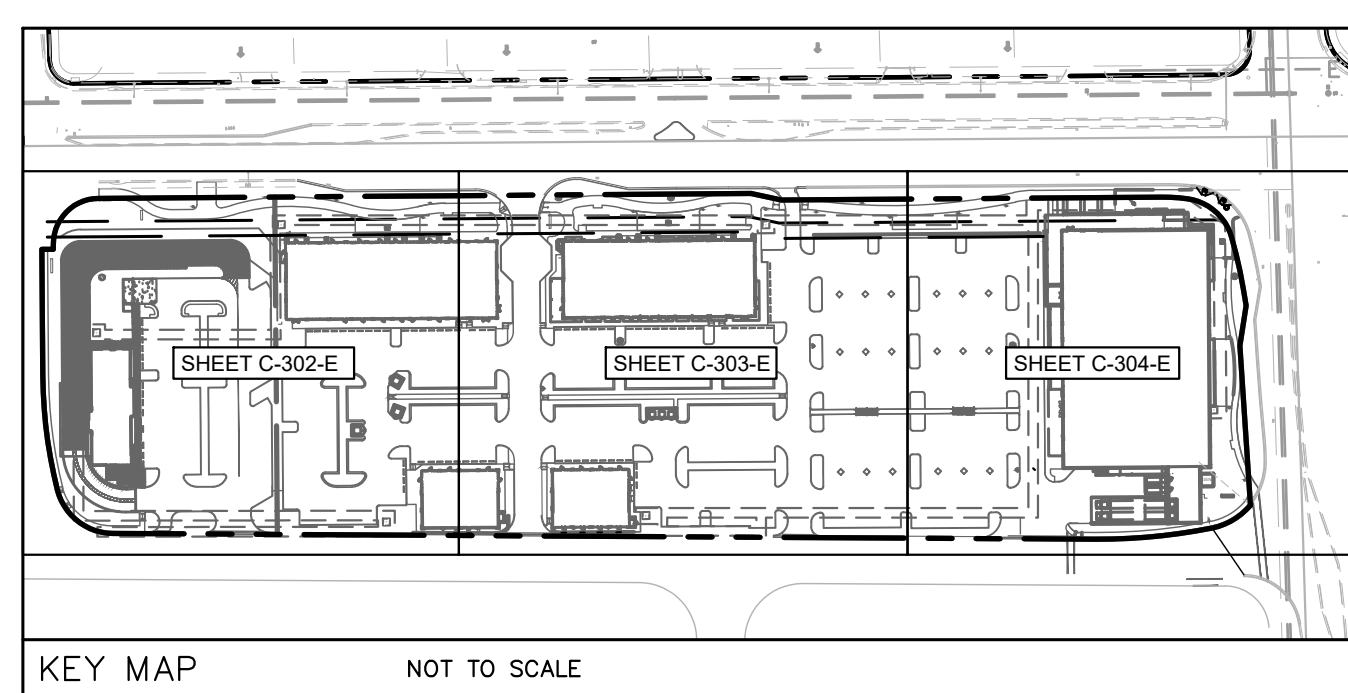 SHEET C-302-E
SHEET C-303-E
SHEET C-304-E
KEY MAP
NOT TO SCALE